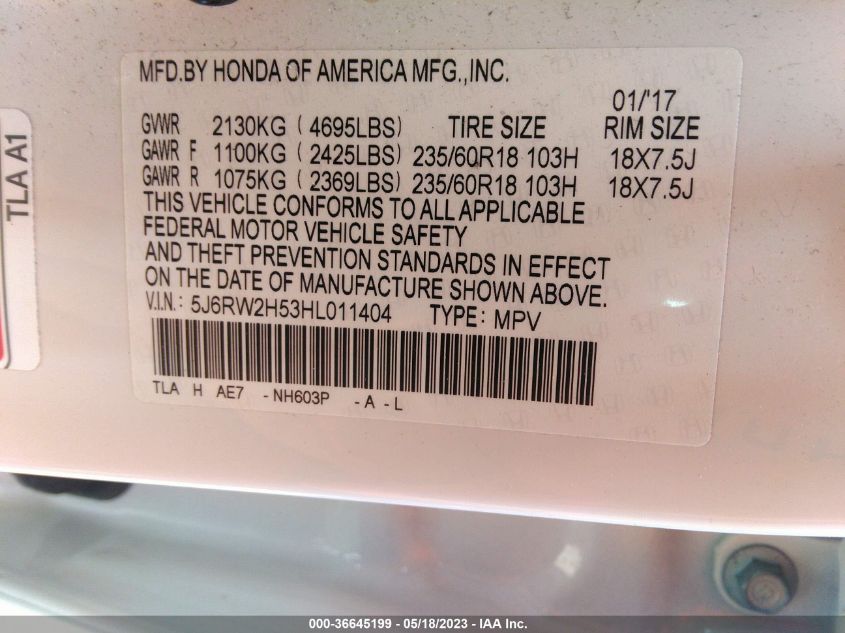 MFD.BY HONDA OF AMERICA MFG.,INC.
01/'17
GVWR 2130KG (4695LBS) TIRE SIZE RIM SIZE
GAWR F 1100KG (2425LBS) 235/60R18 103H 18X7.5J
GAWR R 1075KG (2369LBS) 235/60R18 103H 18X7.5J
THIS VEHICLE CONFORMS TO ALL APPLICABLE
FEDERAL MOTOR VEHICLE SAFETY
AND THEFT PREVENTION STANDARDS IN EFFECT
ON THE DATE OF MANUFACTURE SHOWN ABOVE.
V.I.N.: 5J6RW2H53HL011404 TYPE: MPV
TLA H AE7 -NH603P -A -L
TLA A1
000-36645199 - 05/18/2023 - IAA Inc.